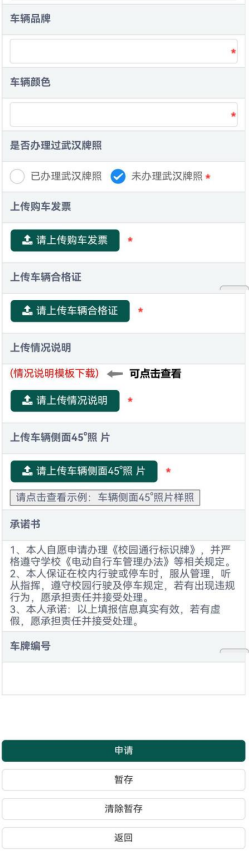 车辆品牌
*
车辆颜色
*
是否办理过武汉牌照
已办理武汉牌照 未办理武汉牌照 *
上传购车发票
请上传购车发票 *
上传车辆合格证
请上传车辆合格证 *
上传情况说明
(情况说明模板下载) 可点击查看
请上传情况说明 *
上传车辆侧面45°照 片
请上传车辆侧面45°照 片 *
请点击查看示例：车辆侧面45°照片样照
承诺书
1、本人自愿申请办理《校园通行标识牌》，并严
格遵守学校《电动自行车管理办法》等相关规定。
2、本人保证在校内行驶或停车时，服从管理，听
从指挥，遵守校园行驶及停车规定，若有出现违规
行为，愿承担责任并接受处理。
3、本人承诺：以上填报信息真实有效，若有虚
假，愿承担责任并接受处理。
车牌编号
申请
暂存
清除暂存
返回